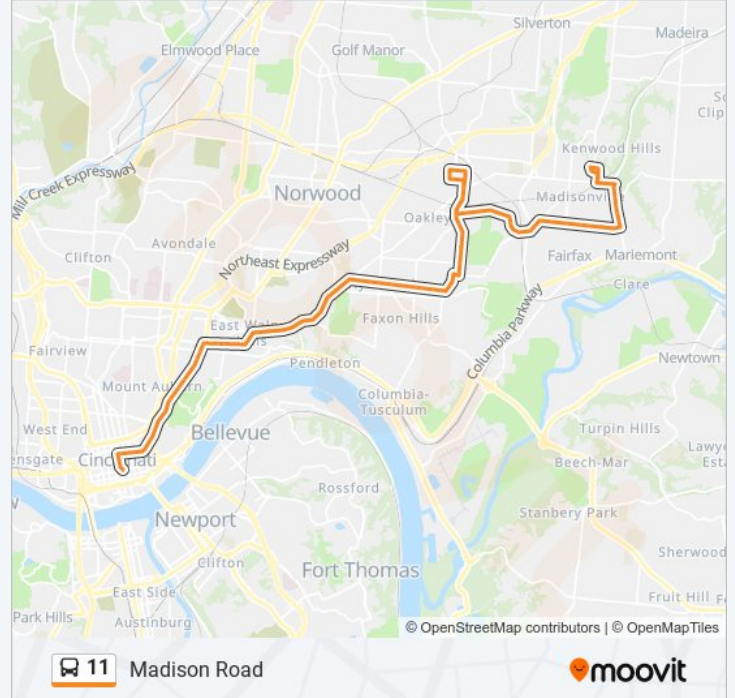 Silverton
Elmwood Place
Golf Manor
Madeira
Kenwood Hills
Mill Creek Expressway
Norwood
Madisonville
Oakley
Avondale
Northeast Expressway
Clifton
Fairfax
Mariemont
Clare
East Wal
Faxon Hills
Columbia Parkway
Fairview
Pendleton
Newtown
Mount Auburn
Columbia-
Tusculum
West End
Bellevue
Turpin Hills
Cincinnati
Beech-Mar
Rossford
Stanbery Park
Newport
Sherwood
Clifton
Fort Thomas
East Side
Fruit Hill
Park Hills
Austinburg
© OpenStreetMap contributors | © OpenMapTiles
11 Madison Road
moovit